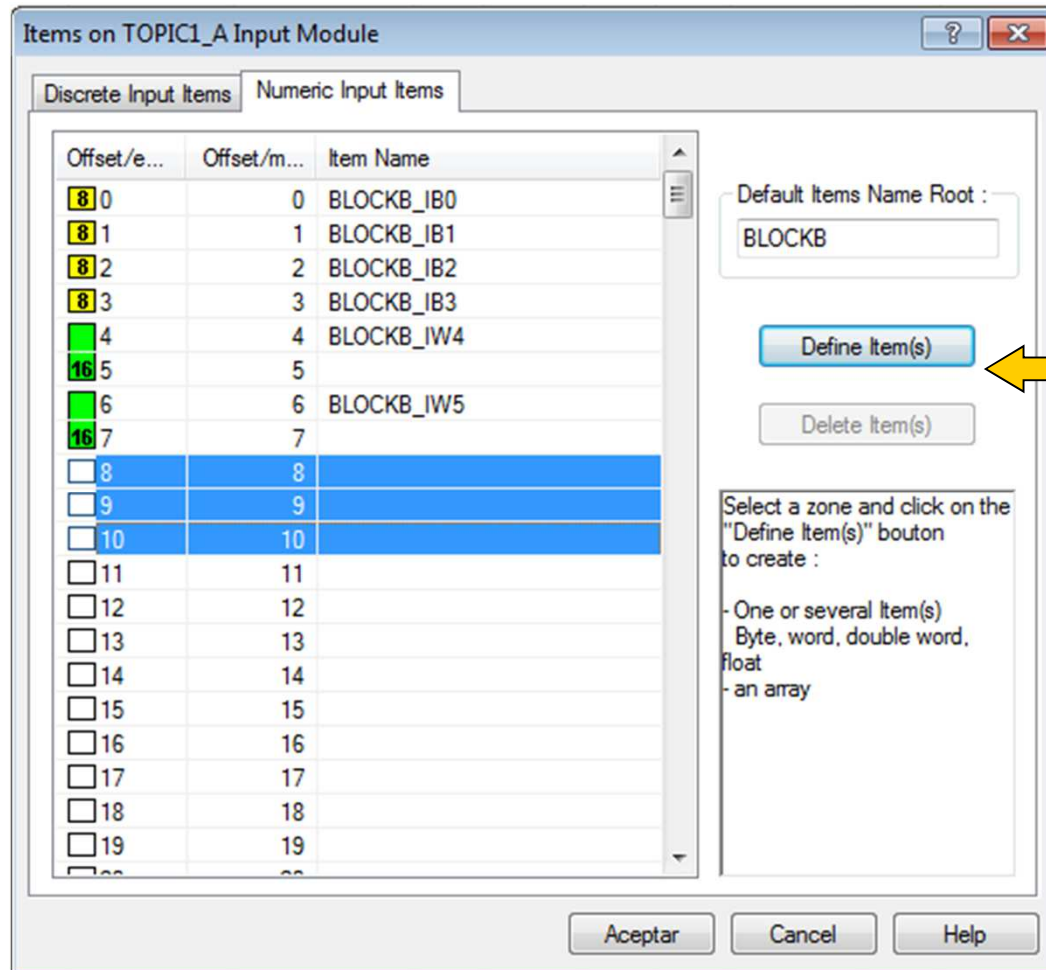 Items on TOPIC1_A Input Module
Discrete Input Items Numeric Input Items
Offset/e... Offset/m... Item Name
8 0 0 BLOCKB_IB0
8 1 1 BLOCKB_IB1
8 2 2 BLOCKB_IB2
8 3 3 BLOCKB_IB3
4 4 BLOCKB_IW4
16 5 5
6 6 BLOCKB_IW5
16 7 7
8 8
9 9
10 10
11 11
12 12
13 13
14 14
15 15
16 16
17 17
18 18
19 19
Default Items Name Root :
BLOCKB
Define Item(s)
Delete Item(s)
Select a zone and click on the
"Define Item(s)" bouton
to create :
- One or several Item(s)
Byte, word, double word,
float
- an array
Aceptar Cancel Help